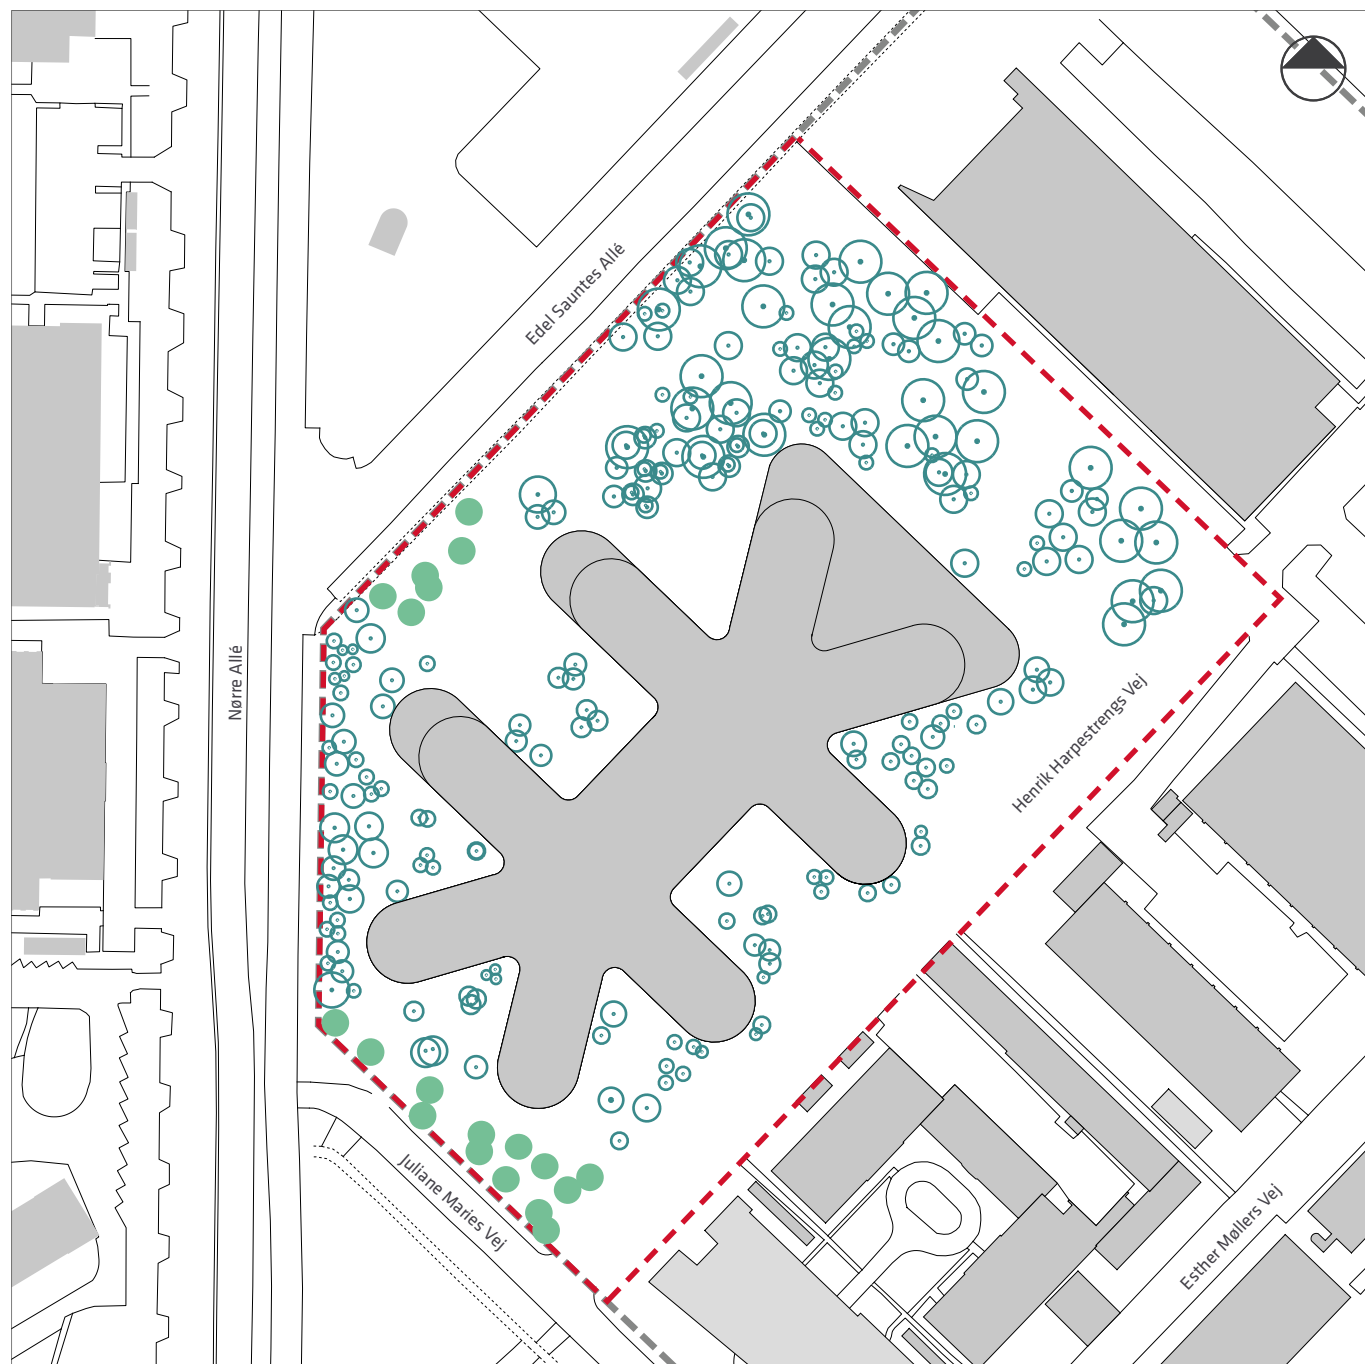 Edel Sauntes Allé
Nørre Allé
Henrik Harpestrengs Vej
Juliane Maries Vej
Esther Møllers Vej